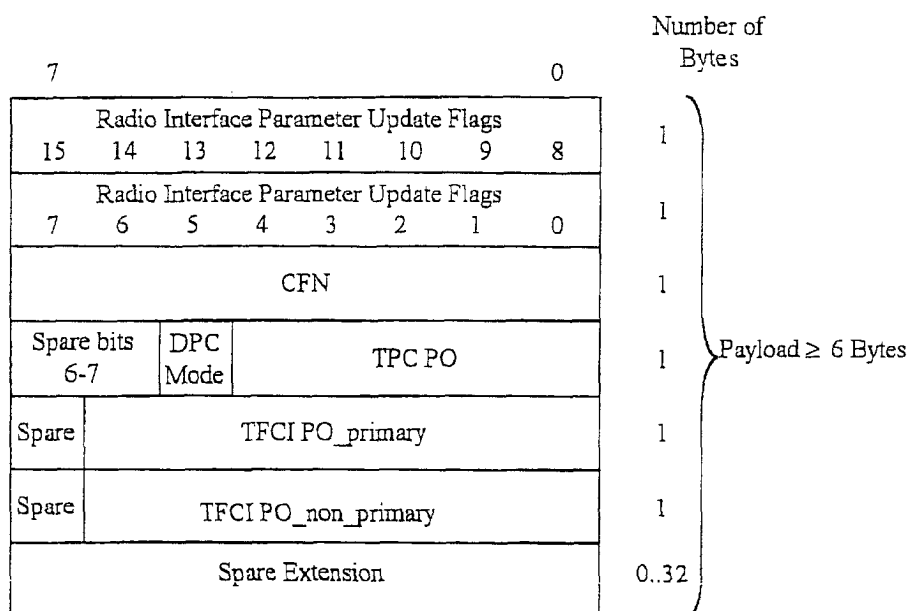 Number of
Bytes
7 0
Radio Interface Parameter Update Flags
15 14 13 12 11 10 9 8
1
Radio Interface Parameter Update Flags
7 6 5 4 3 2 1 0
1
CFN
1
Spare bits
6-7
DPC
Mode
TPC PO
1
Payload ≥ 6 Bytes
Spare
TFCI PO_primary
1
Spare
TFCI PO_non_primary
1
Spare Extension
0..32